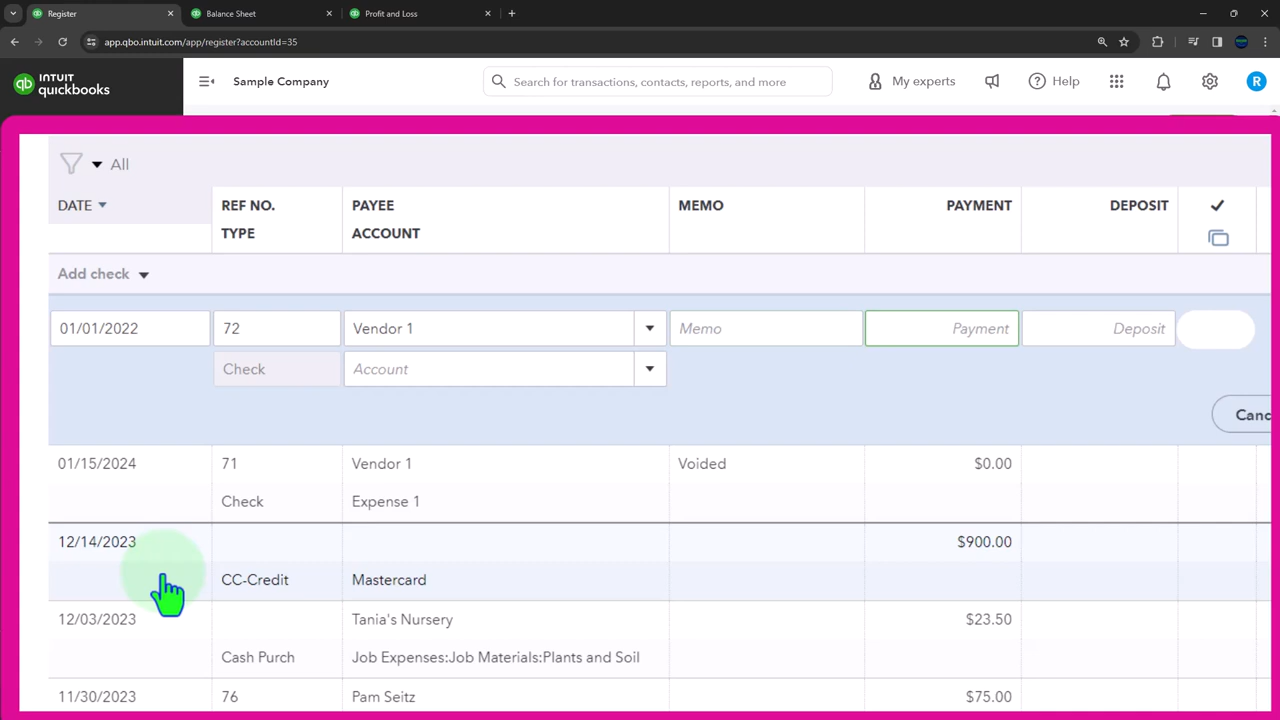 Register
Balance Sheet
Profit and Loss
app.qbo.intuit.com/app/register?accountId=35
INTUIT
quickbooks
qb
Sample Company
Search for transactions, contacts, reports, and more
My experts
Help
R
All
DATE REF NO. PAYEE MEMO PAYMENT DEPOSIT
TYPE ACCOUNT
Add check
01/01/2022 72 Vendor 1 Memo Payment Deposit
Check Account
Canc
01/15/2024 71 Vendor 1 Voided $0.00
Check Expense 1
12/14/2023 $900.00
CC-Credit Mastercard
12/03/2023 Tania's Nursery $23.50
Cash Purch Job Expenses:Job Materials:Plants and Soil
11/30/2023 76 Pam Seitz $75.00